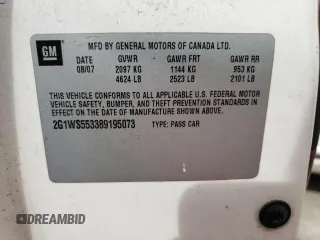 GM
MFD BY GENERAL MOTORS OF CANADA LTD.
DATE GVWR GAWR FRT GAWR RR
08/07 2097 KG 1144 KG 953 KG
4624 LB 2523 LB 2101 LB
THIS VEHICLE CONFORMS TO ALL APPLICABLE U.S. FEDERAL MOTOR
VEHICLE SAFETY, BUMPER, AND THEFT PREVENTION STANDARDS
IN EFFECT ON THE DATE OF MANUFACTURE SHOWN ABOVE.
2G1WS553389195073 TYPE: PASS CAR
DREAMBID